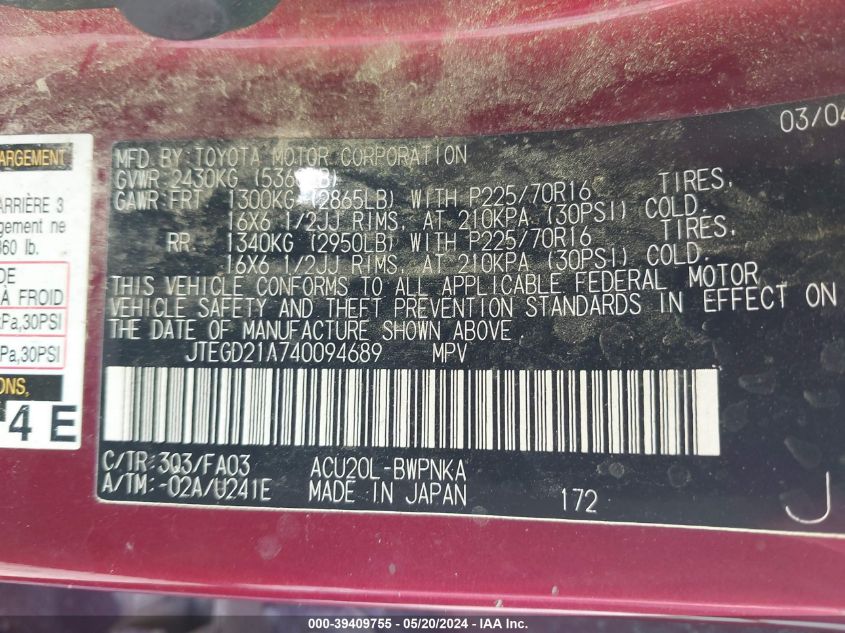 03/04
MFD. BY: TOYOTA MOTOR CORPORATION
GVWR: 2430KG
GAWR: FRT 1300KG (2865LB) WITH P225/70R16 TIRES,
16X6 1/2JJ RIMS, AT 210KPA (30PSI) COLD.
RR 1340KG (2950LB) WITH P225/70R16 TIRES,
16X6 1/2JJ RIMS, AT 210KPA (30PSI) COLD.
THIS VEHICLE CONFORMS TO ALL APPLICABLE FEDERAL MOTOR
VEHICLE SAFETY AND THEFT PREVENTION STANDARDS IN EFFECT ON
THE DATE OF MANUFACTURE SHOWN ABOVE.
JTEGD21A740094689 MPV
C/TR: 3Q3/FA03 ACU20L-BWPNKA
A/TM: -02A/U241E MADE IN JAPAN 172 J
ARGEMENT
ARRIÈRE 3
gement ne
360 lb.
DE
À FROID
kPa, 30PSI
Pa, 30PSI
ONS,
4 E
000-39409755 - 05/20/2024 - IAA Inc.